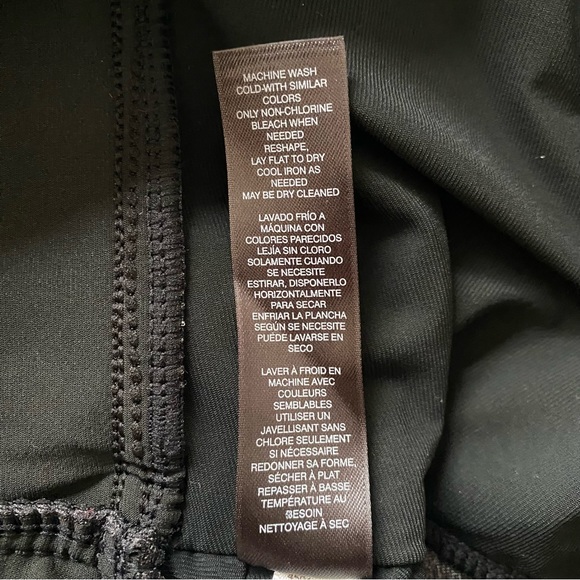 MACHINE WASH
COLD-WITH SIMILAR
COLORS
ONLY NON-CHLORINE
BLEACH WHEN
NEEDED
RESHAPE,
LAY FLAT TO DRY
COOL IRON AS
NEEDED
MAY BE DRY CLEANED
LAVADO FRÍO A
MÁQUINA CON
COLORES PARECIDOS
LEJÍA SIN CLORO
SOLAMENTE CUANDO
SE NECESITE
ESTIRAR, DISPONERLO
HORIZONTALMENTE
PARA SECAR
ENFRIAR LA PLANCHA
SEGÚN SE NECESITE
PUÉDE LAVARSE EN
SECO
LAVER À FROID EN
MACHINE AVEC
COULEURS
SEMBLABLES
UTILISER UN
JAVELLISANT SANS
CHLORE SEULEMENT
SI NÉCESSAIRE
REDONNER SA FORME,
SÉCHER À PLAT
REPASSER À BASSE
TEMPÉRATURE AU
BESOIN
NETTOYAGE À SEC